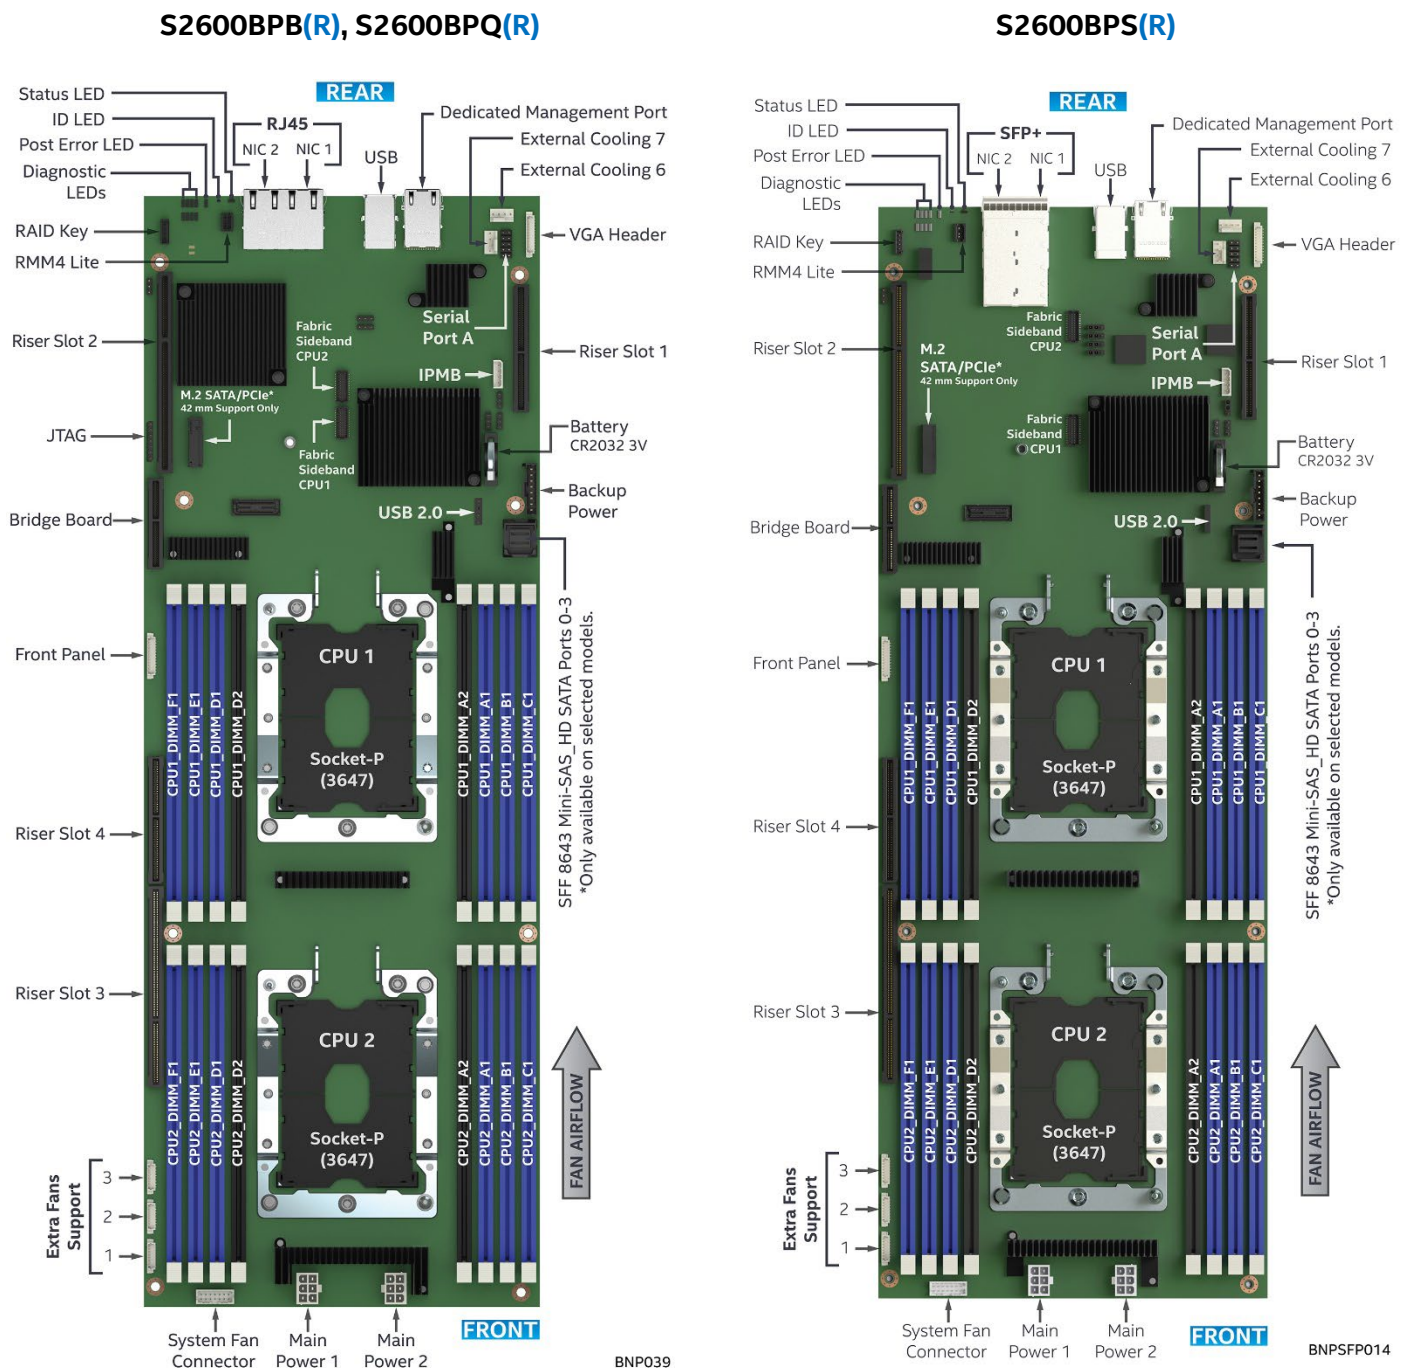 S2600BPB(R), S2600BPQ(R)
REAR
Status LED
ID LED
Post Error LED
Diagnostic
LEDs
RJ45
NIC 2
NIC 1
USB
Dedicated Management Port
External Cooling 7
External Cooling 6
RAID Key
RMM4 Lite
VGA Header
Riser Slot 2
Fabric
Sideband
CPU2
Serial
Port A
Riser Slot 1
IPMB
M.2 SATA/PCIe*
42 mm Support Only
JTAG
Fabric
Sideband
CPU1
Battery
CR2032 3V
Backup
Power
Bridge Board
USB 2.0
SFF 8643 Mini-SAS_HD SATA Ports 0-3
*Only available on selected models.
Front Panel
CPU 1
Socket-P
(3647)
CPU1_DIMM_F1
CPU1_DIMM_E1
CPU1_DIMM_D1
CPU1_DIMM_D2
CPU1_DIMM_A2
CPU1_DIMM_A1
CPU1_DIMM_B1
CPU1_DIMM_C1
Riser Slot 4
Riser Slot 3
CPU 2
Socket-P
(3647)
CPU2_DIMM_F1
CPU2_DIMM_E1
CPU2_DIMM_D1
CPU2_DIMM_D2
CPU2_DIMM_A2
CPU2_DIMM_A1
CPU2_DIMM_B1
CPU2_DIMM_C1
FAN AIRFLOW
Extra Fans
Support
3
2
1
System Fan
Connector
Main
Power 1
Main
Power 2
FRONT
BNP039
S2600BPS(R)
REAR
Status LED
ID LED
Post Error LED
Diagnostic
LEDs
SFP+
NIC 2
NIC 1
USB
Dedicated Management Port
External Cooling 7
External Cooling 6
RAID Key
RMM4 Lite
VGA Header
Riser Slot 2
Fabric
Sideband
CPU2
Serial
Port A
Riser Slot 1
M.2
SATA/PCIe*
42 mm Support Only
IPMB
Fabric
Sideband
CPU1
Battery
CR2032 3V
Backup
Power
Bridge Board
USB 2.0
SFF 8643 Mini-SAS_HD SATA Ports 0-3
*Only available on selected models.
Front Panel
CPU 1
Socket-P
(3647)
CPU1_DIMM_F1
CPU1_DIMM_E1
CPU1_DIMM_D1
CPU1_DIMM_D2
CPU1_DIMM_A2
CPU1_DIMM_A1
CPU1_DIMM_B1
CPU1_DIMM_C1
Riser Slot 4
Riser Slot 3
CPU 2
Socket-P
(3647)
CPU2_DIMM_F1
CPU2_DIMM_E1
CPU2_DIMM_D1
CPU2_DIMM_D2
CPU2_DIMM_A2
CPU2_DIMM_A1
CPU2_DIMM_B1
CPU2_DIMM_C1
FAN AIRFLOW
Extra Fans
Support
3
2
1
System Fan
Connector
Main
Power 1
Main
Power 2
FRONT
BNPSFP014